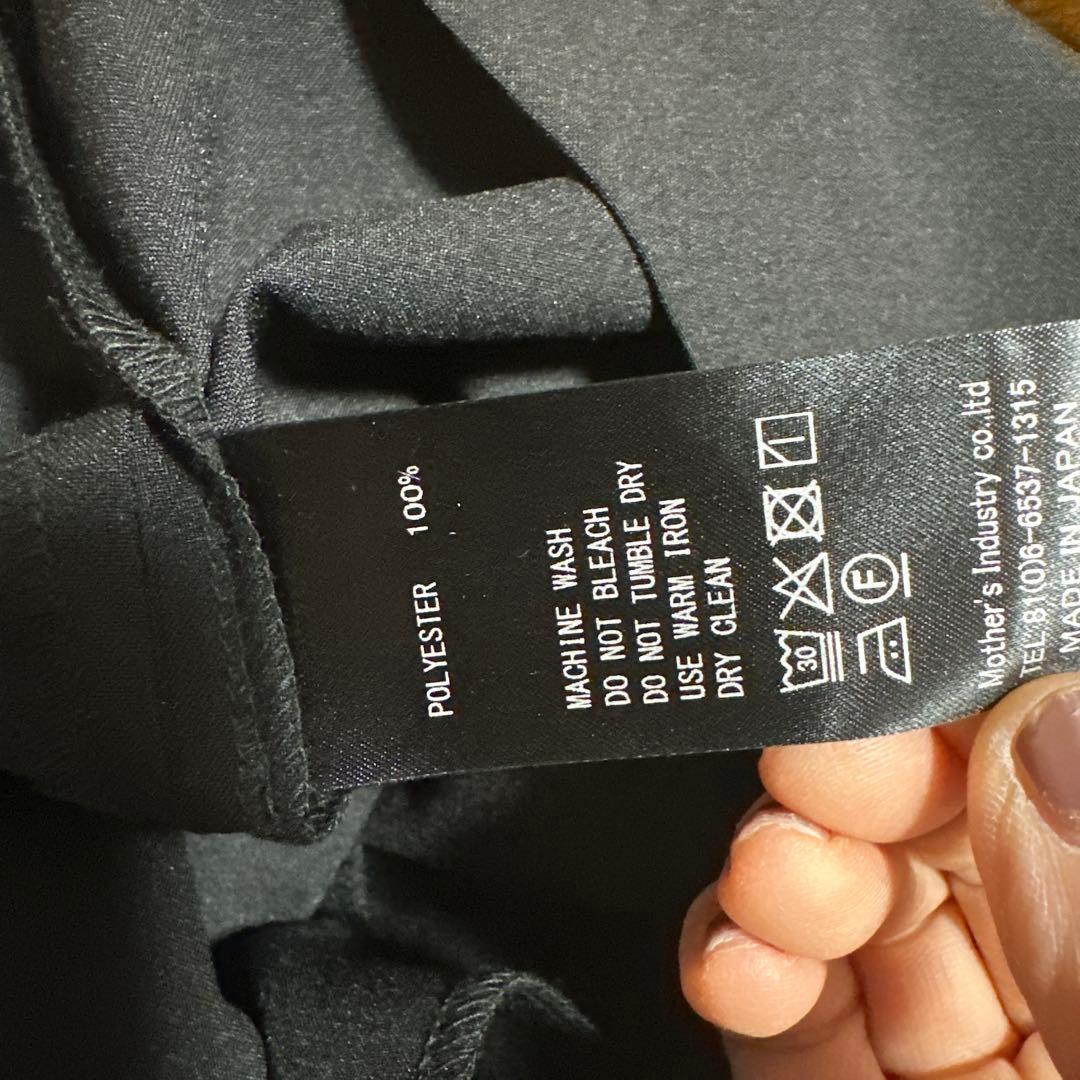 POLYESTER 100%
MACHINE WASH
DO NOT BLEACH
DO NOT TUMBLE DRY
USE WARM IRON
DRY CLEAN
30
F
Mother's Industry co.,ltd
TEL:81(0)6-6537-1315
MADE IN JAPAN